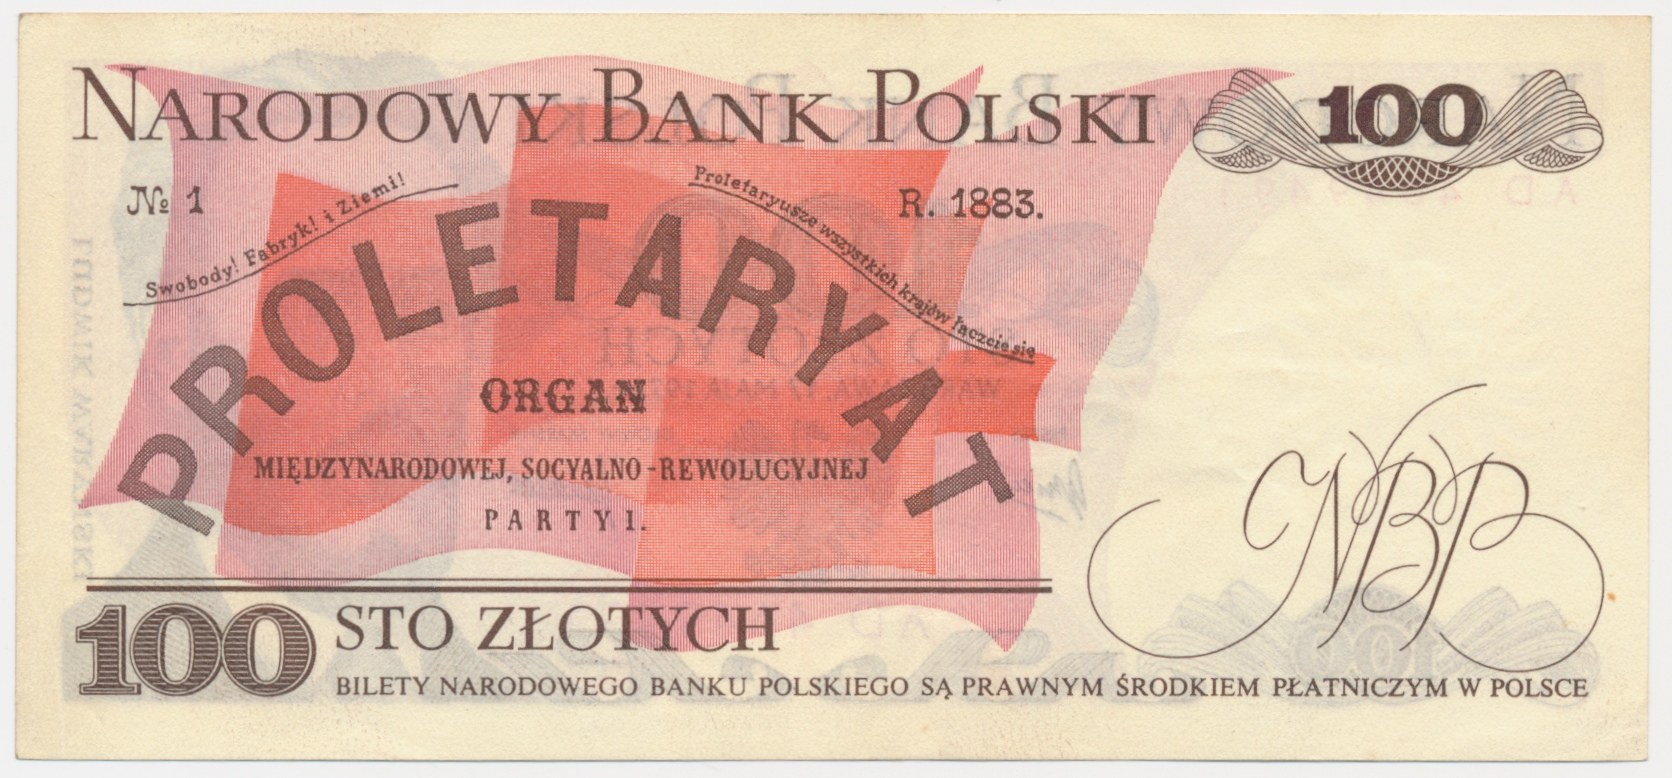 NARODOWY BANK POLSKI
100
№ 1
R. 1883.
Swobody! Fabryk! i Ziemi!
Proletaryusze wszystkich krajów łączcie się
PROLETARYAT
ORGAN
MIĘDZYNARODOWEJ, SOCYALNO-REWOLUCYJNEJ
PARTYI.
NBP
100
STO ZŁOTYCH
BILETY NARODOWEGO BANKU POLSKIEGO SĄ PRAWNYM ŚRODKIEM PŁATNICZYM W POLSCE